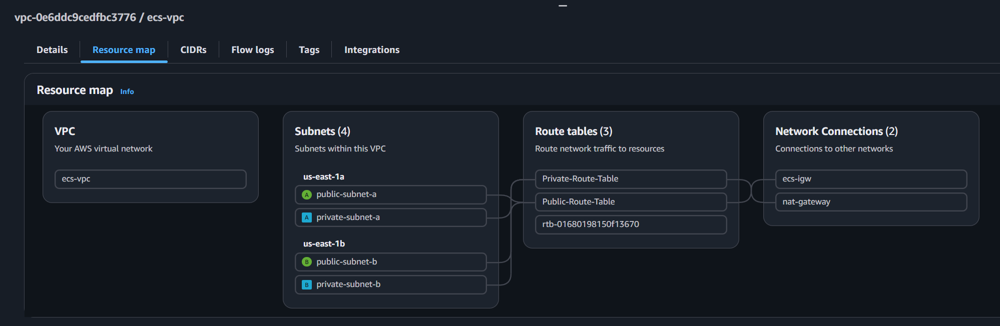 vpc-0e6ddc9cedfbc3776 / ecs-vpc
Details
Resource map
CIDRs
Flow logs
Tags
Integrations
Resource map Info
VPC
Your AWS virtual network
ecs-vpc
Subnets (4)
Subnets within this VPC
us-east-1a
A public-subnet-a
A private-subnet-a
us-east-1b
B public-subnet-b
B private-subnet-b
Route tables (3)
Route network traffic to resources
Private-Route-Table
Public-Route-Table
rtb-01680198150f13670
Network Connections (2)
Connections to other networks
ecs-igw
nat-gateway